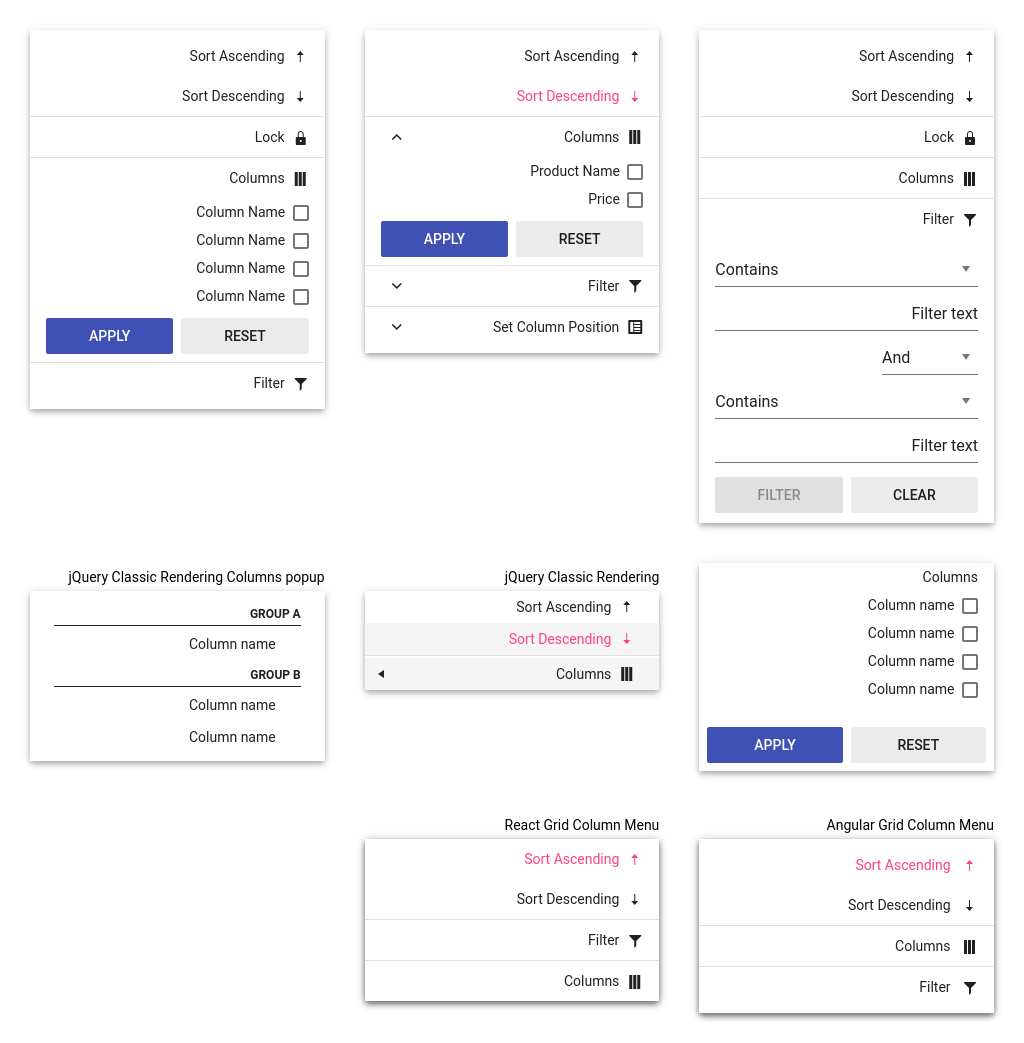 Sort Ascending
Sort Descending
Lock
Columns
Column Name
Column Name
Column Name
Column Name
APPLY RESET
Filter
Sort Ascending
Sort Descending
Columns
Product Name
Price
APPLY RESET
Filter
Set Column Position
Sort Ascending
Sort Descending
Lock
Columns
Filter
Contains
Filter text
And
Contains
Filter text
FILTER CLEAR
jQuery Classic Rendering Columns popup
GROUP A
Column name
GROUP B
Column name
Column name
jQuery Classic Rendering
Sort Ascending
Sort Descending
Columns
Columns
Column name
Column name
Column name
Column name
APPLY RESET
React Grid Column Menu
Sort Ascending
Sort Descending
Filter
Columns
Angular Grid Column Menu
Sort Ascending
Sort Descending
Columns
Filter